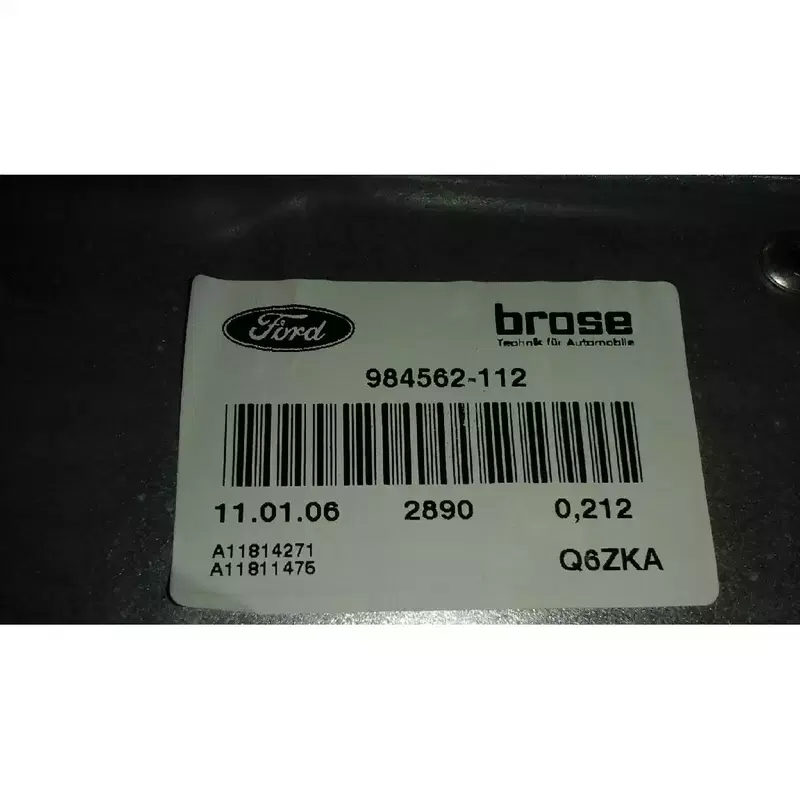 Ford brose
Technik für Automobile
984562-112
11.01.06 2890 0,212
A11814271
A11811475 Q6ZKA